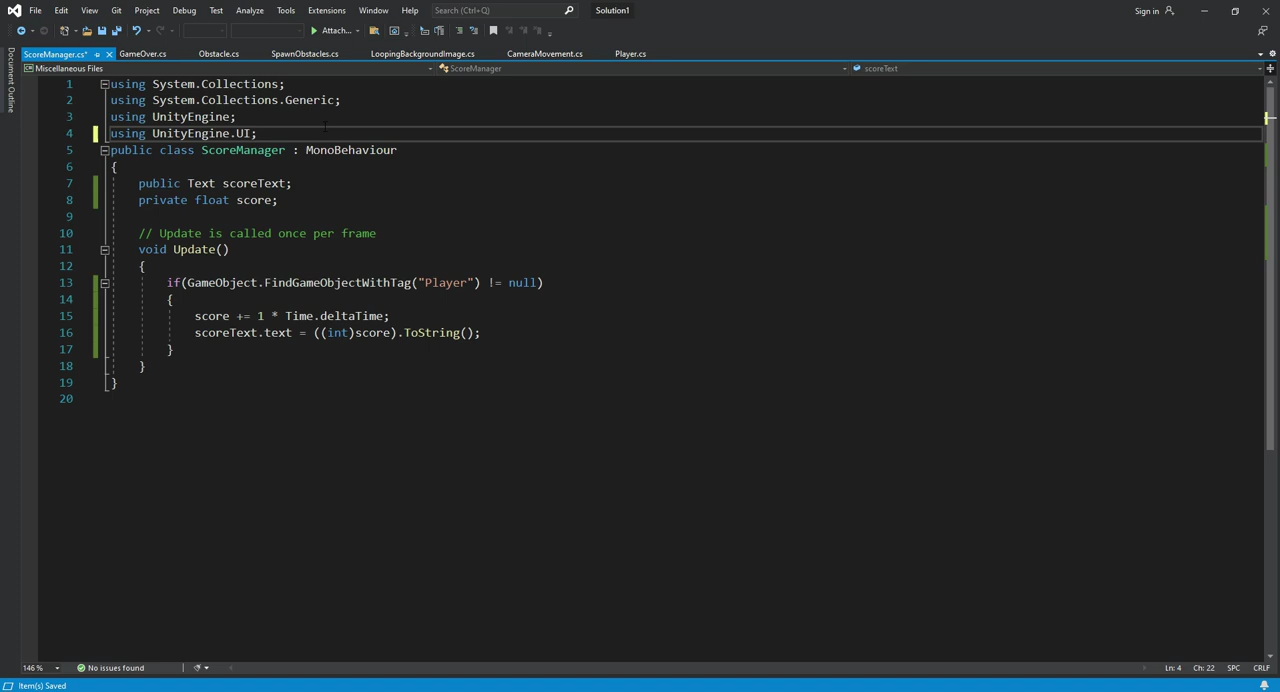 File Edit View Git Project Debug Test Analyze Tools Extensions Window Help Search (Ctrl+Q) Solution1 Sign in
Attach...
ScoreManager.cs* GameOver.cs Obstacle.cs SpawnObstacles.cs LoopingBackgroundImage.cs CameraMovement.cs Player.cs
Document Outline
Miscellaneous Files ScoreManager scoreText
1 using System.Collections;
2 using System.Collections.Generic;
3 using UnityEngine;
4 using UnityEngine.UI;
5 public class ScoreManager : MonoBehaviour
6 {
7 public Text scoreText;
8 private float score;
9
10 // Update is called once per frame
11 void Update()
12 {
13 if(GameObject.FindGameObjectWithTag("Player") != null)
14 {
15 score += 1 * Time.deltaTime;
16 scoreText.text = ((int)score).ToString();
17 }
18 }
19 }
20
146 % No issues found Ln: 4 Ch: 22 SPC CRLF
Item(s) Saved